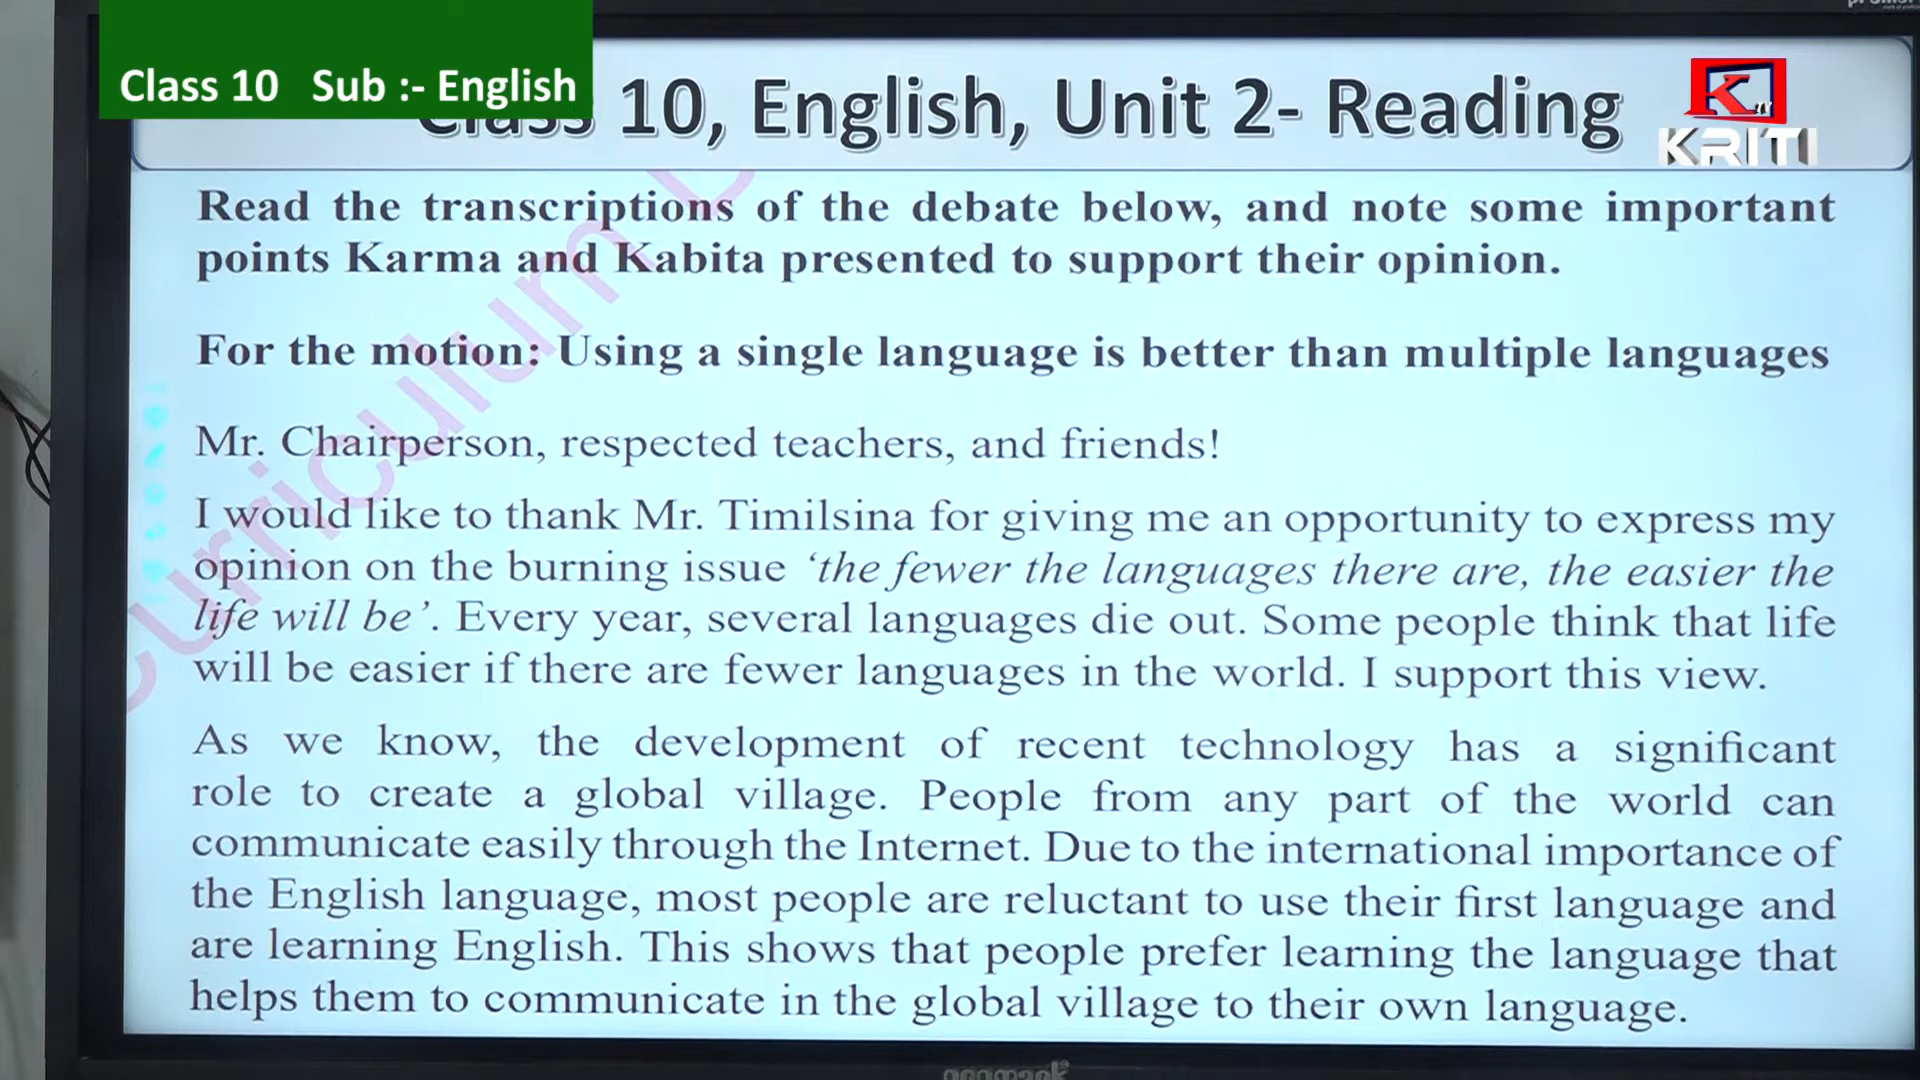 Class 10 Sub :- English
Class 10, English, Unit 2- Reading
K TV
KRITI
Read the transcriptions of the debate below, and note some important
points Karma and Kabita presented to support their opinion.
For the motion: Using a single language is better than multiple languages
Mr. Chairperson, respected teachers, and friends!
I would like to thank Mr. Timilsina for giving me an opportunity to express my
opinion on the burning issue ‘the fewer the languages there are, the easier the
life will be’. Every year, several languages die out. Some people think that life
will be easier if there are fewer languages in the world. I support this view.
As we know, the development of recent technology has a significant
role to create a global village. People from any part of the world can
communicate easily through the Internet. Due to the international importance of
the English language, most people are reluctant to use their first language and
are learning English. This shows that people prefer learning the language that
helps them to communicate in the global village to their own language.
Curriculum